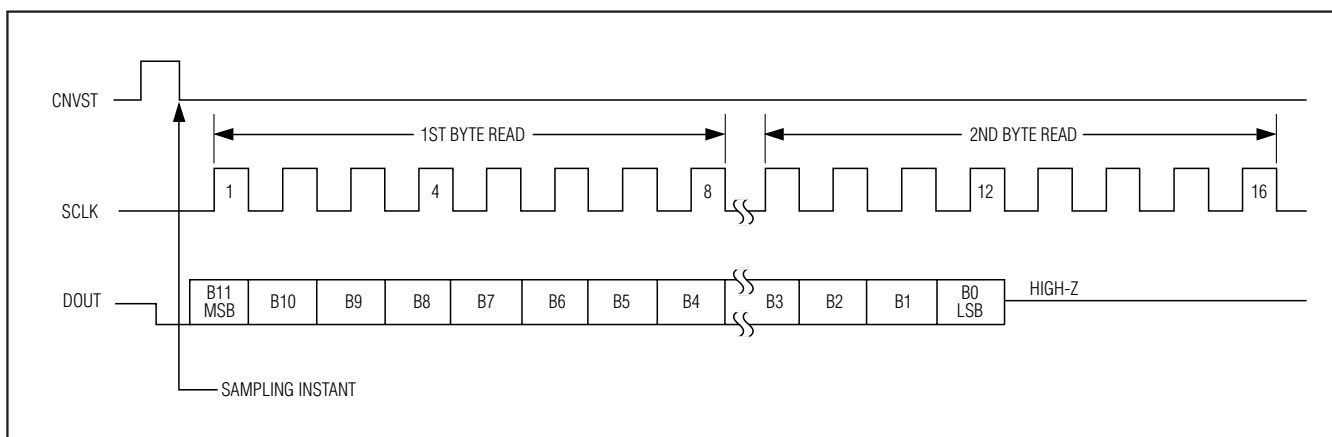 CNVST
1ST BYTE READ
2ND BYTE READ
1
4
8
12
16
SCLK
DOUT
B11
MSB
B10
B9
B8
B7
B6
B5
B4
B3
B2
B1
B0
LSB
HIGH-Z
SAMPLING INSTANT